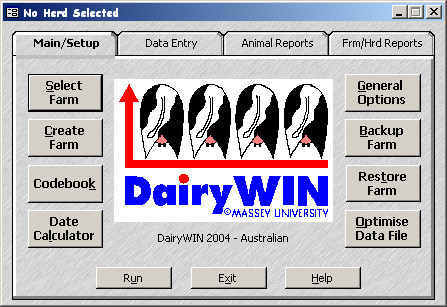 No Herd Selected
Main/Setup
Data Entry
Animal Reports
Frm/Hrd Reports
Select
Farm
Create
Farm
Codebook
Date
Calculator
DairyWIN
©MASSEY UNIVERSITY
DairyWIN 2004 - Australian
General
Options
Backup
Farm
Restore
Farm
Optimise
Data File
Run
Exit
Help